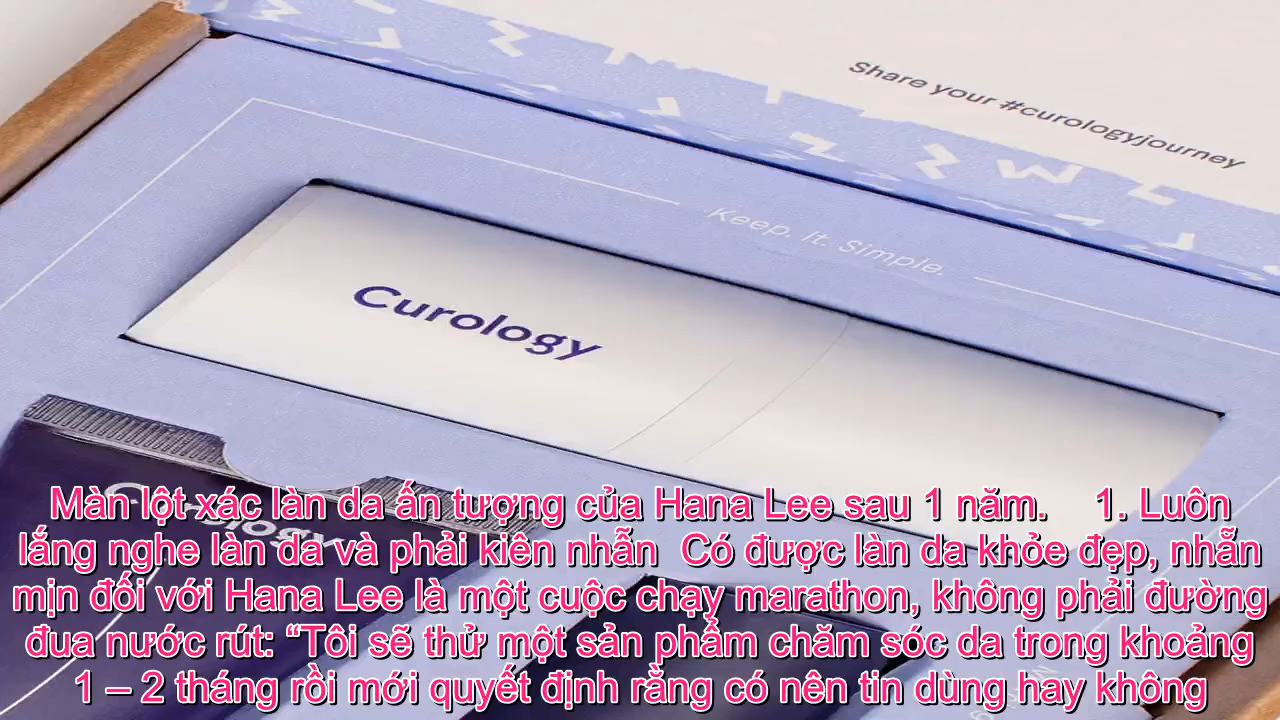 Share your #curologyjourney
Keep. It. Simple.
Curology
Curology
Màn lột xác làn da ấn tượng của Hana Lee sau 1 năm. 1. Luôn
lắng nghe làn da và phải kiên nhẫn Có được làn da khỏe đẹp, nhẵn
mịn đối với Hana Lee là một cuộc chạy marathon, không phải đường
đua nước rút: “Tôi sẽ thử một sản phẩm chăm sóc da trong khoảng
1 – 2 tháng rồi mới quyết định rằng có nên tin dùng hay không